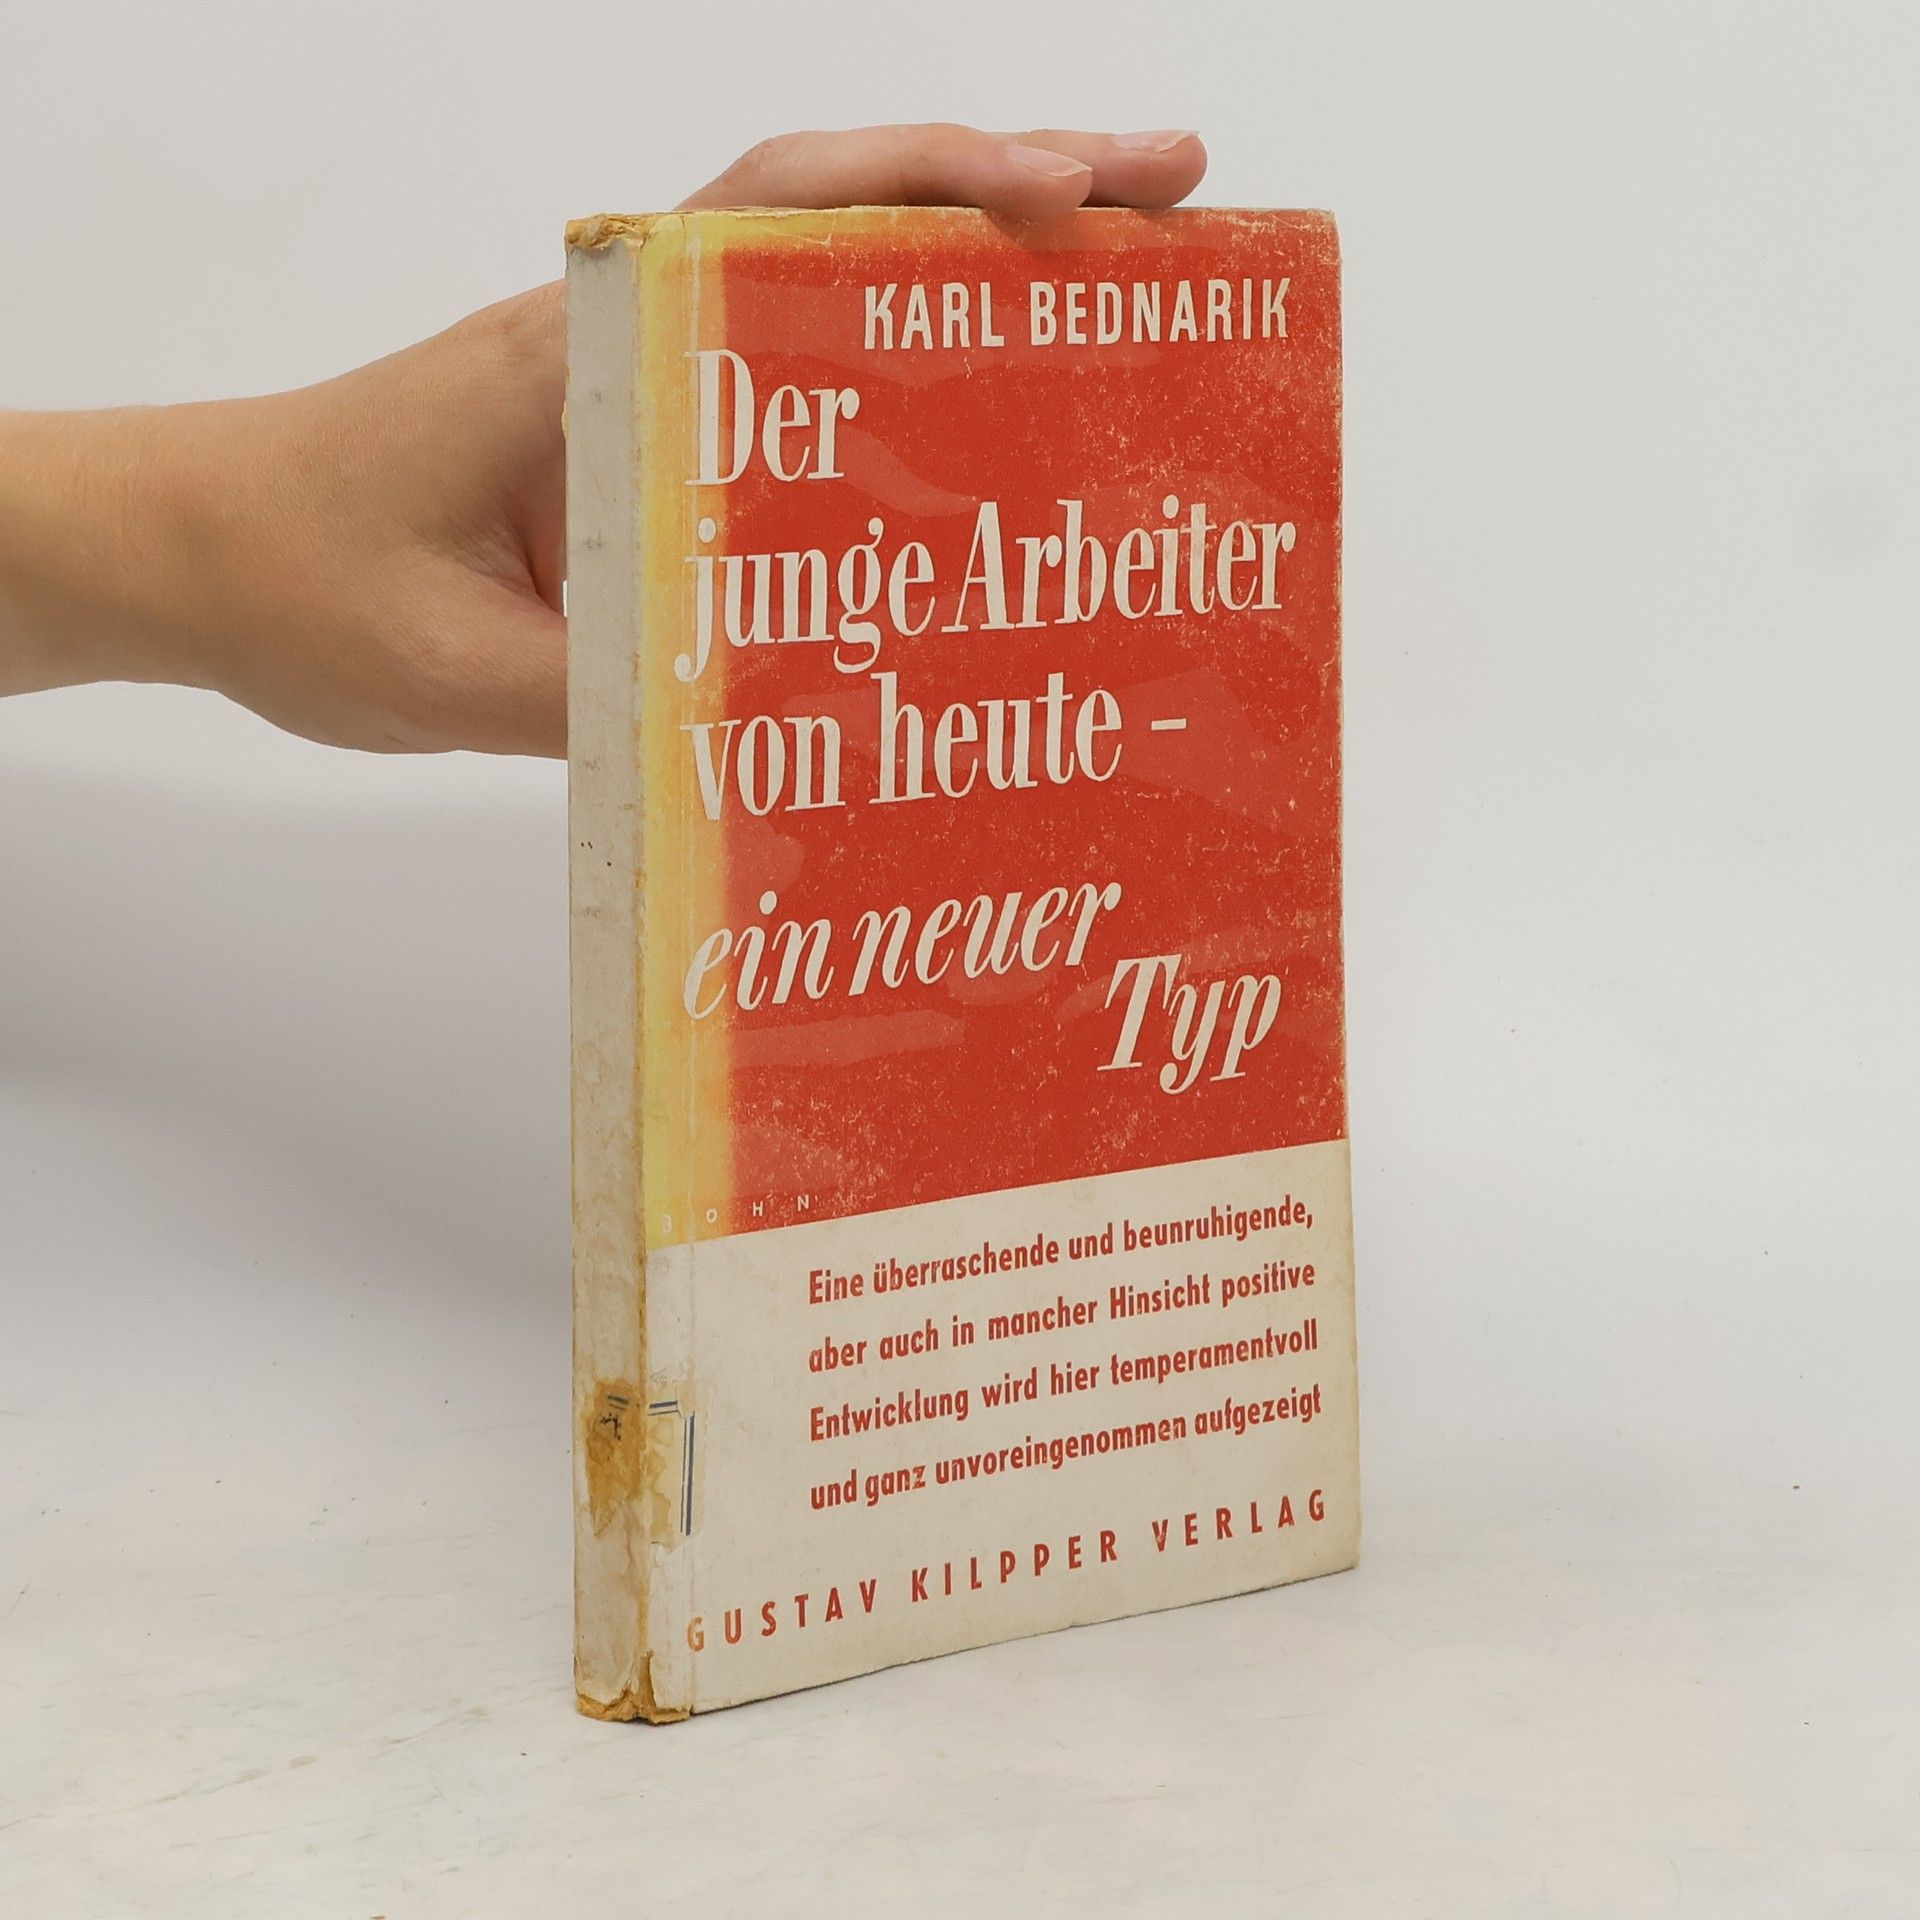 KARL BEDNARIK
Der
junge Arbeiter
von heute –
ein neuer
Typ
BOHN
Eine überraschende und beunruhigende,
aber auch in mancher Hinsicht positive
Entwicklung wird hier temperamentvoll
und ganz unvoreingenommen aufgezeigt
GUSTAV KILPPER VERLAG